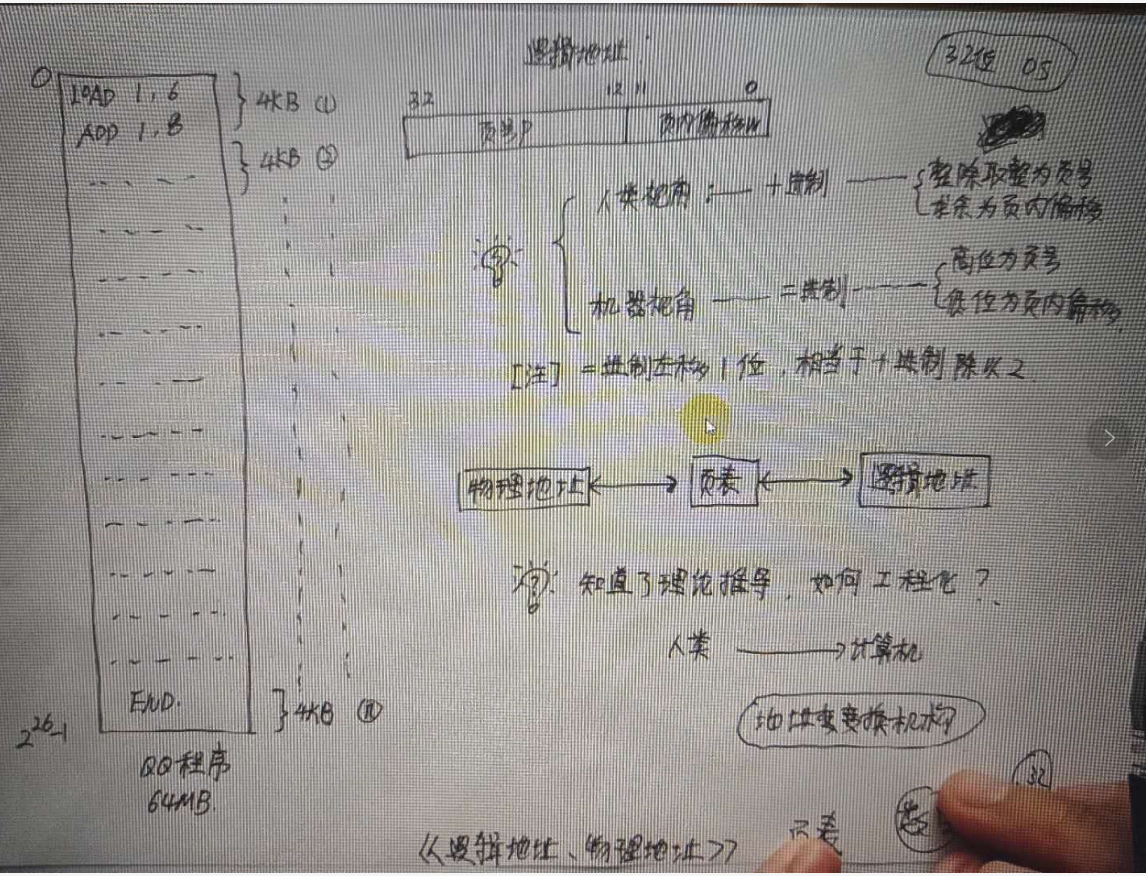 逻辑地址
32位 OS
0
LOAD 1, 6
ADD 1, 8
4KB ①
4KB ②
32 12 11 0
页号P 页内偏移W
人类视角: 十进制 整除取整为页号
求余为页内偏移
机器视角 二进制 高位为页号
低位为页内偏移
[注] 二进制左移1位,相当于十进制除以2
物理地址 页表 逻辑地址
知道了理论推导,如何工程化?
人类 计算机
END.
4KB ⓝ
2^26-1
地址变换机构
QQ程序
64MB.
32
页表
《逻辑地址、物理地址》